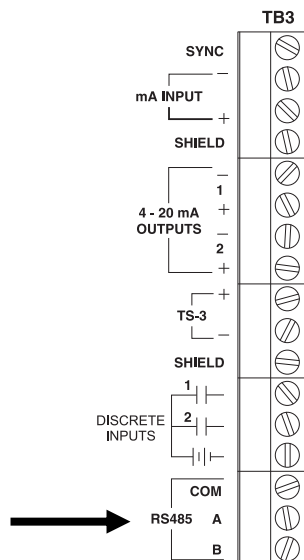 TB3
SYNC
−
mA INPUT
+
SHIELD
−
1
4 - 20 mA
OUTPUTS
+
−
2
+
+
TS-3
−
SHIELD
1
2
DISCRETE
INPUTS
COM
RS485 A
B